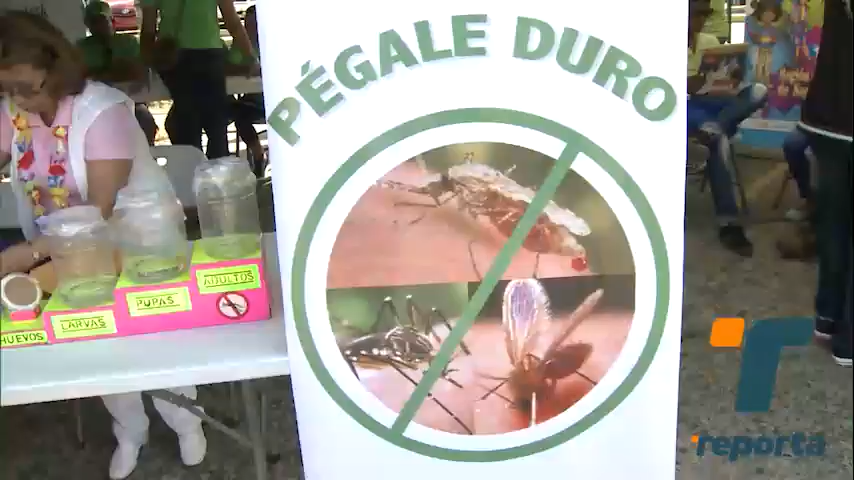 PÉGALE DURO
HUEVOS
LARVAS
PUPAS
ADULTOS
T
reporta